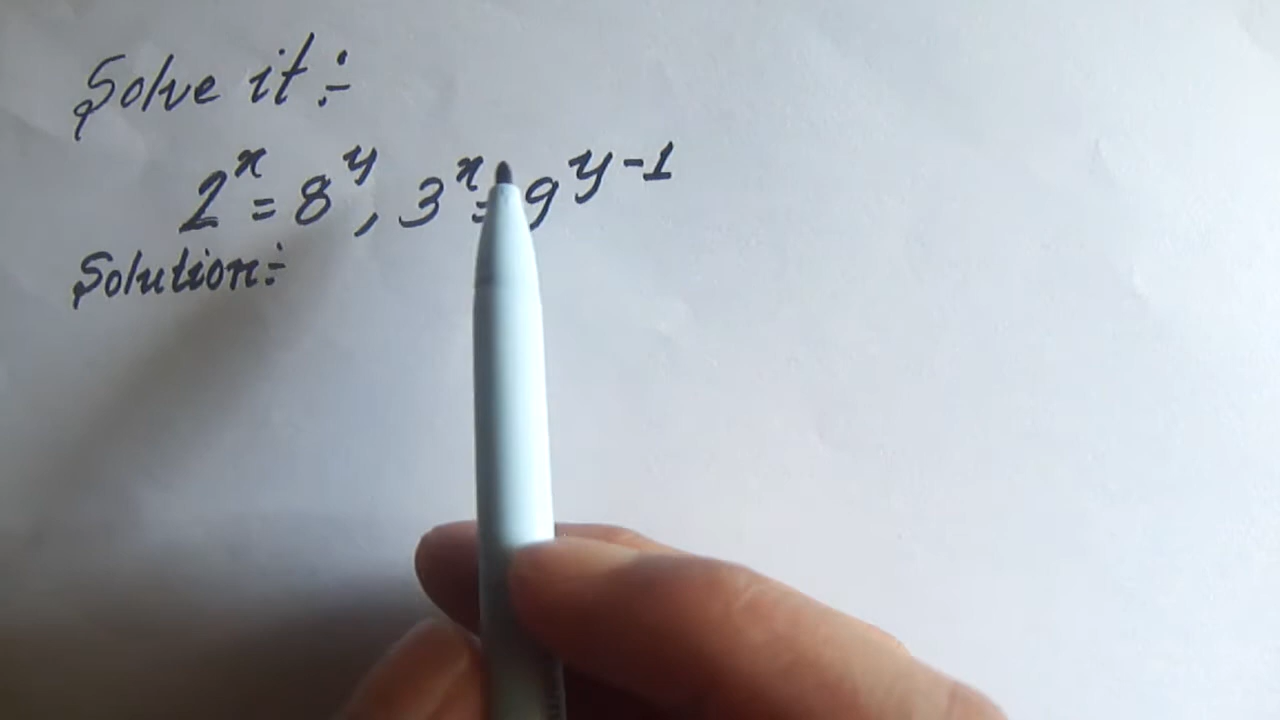 Solve it :-
2^x = 8^y, 3^x = 9^y-1
Solution:-